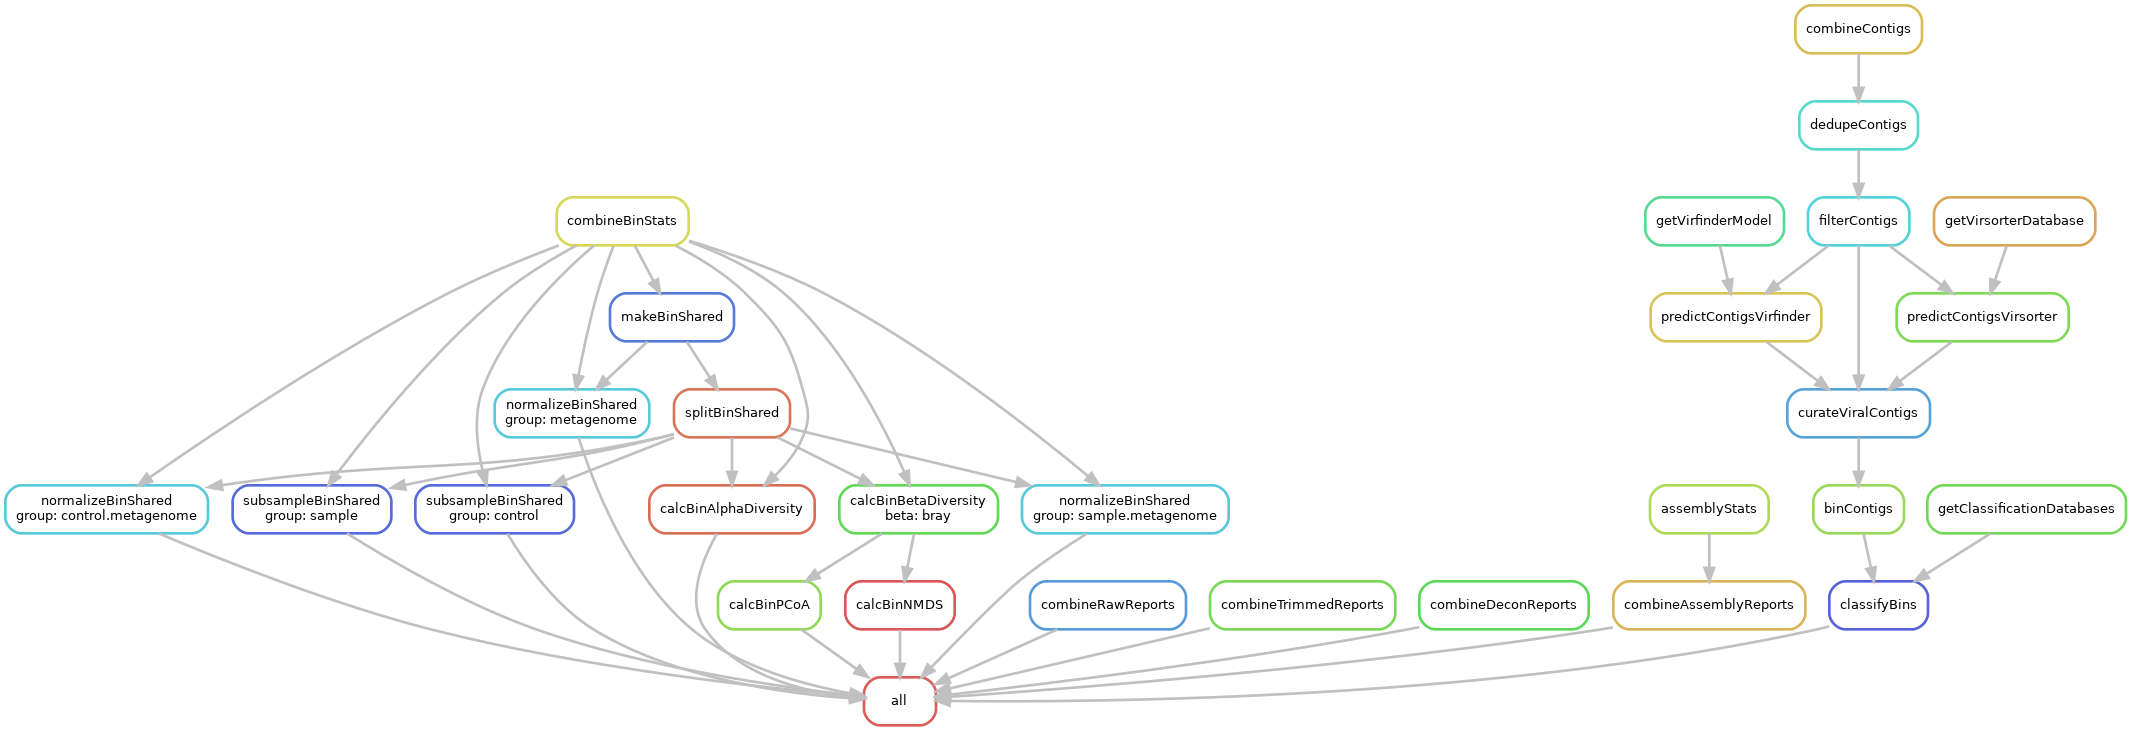 combineContigs
dedupeContigs
combineBinStats
getVirfinderModel
filterContigs
getVirsorterDatabase
makeBinShared
predictContigsVirfinder
predictContigsVirsorter
normalizeBinShared
group: metagenome
splitBinShared
curateViralContigs
normalizeBinShared
group: control.metagenome
subsampleBinShared
group: sample
subsampleBinShared
group: control
calcBinAlphaDiversity
calcBinBetaDiversity
beta: bray
normalizeBinShared
group: sample.metagenome
assemblyStats
binContigs
getClassificationDatabases
calcBinPCoA
calcBinNMDS
combineRawReports
combineTrimmedReports
combineDeconReports
combineAssemblyReports
classifyBins
all